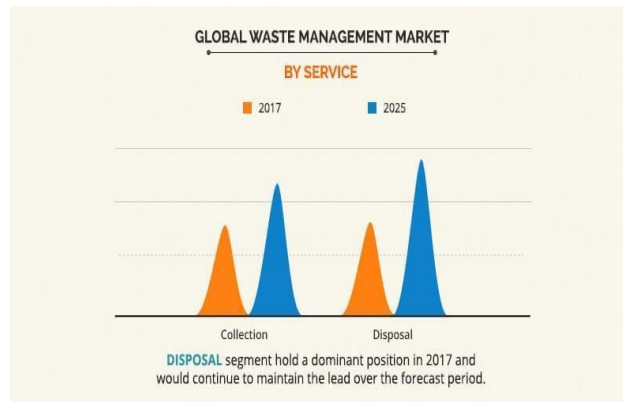 GLOBAL WASTE MANAGEMENT MARKET
BY SERVICE
2017 2025
Collection Disposal
DISPOSAL segment hold a dominant position in 2017 and
would continue to maintain the lead over the forecast period.